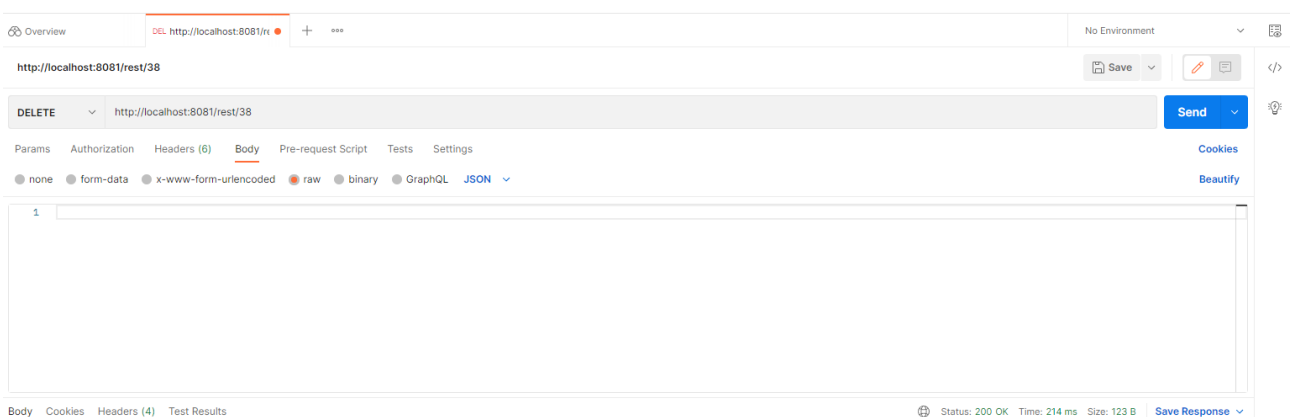 Overview DEL http://localhost:8081/re No Environment
http://localhost:8081/rest/38 Save
DELETE http://localhost:8081/rest/38 Send
Params Authorization Headers (6) Body Pre-request Script Tests Settings Cookies
none form-data x-www-form-urlencoded raw binary GraphQL JSON Beautify
1
Body Cookies Headers (4) Test Results Status: 200 OK Time: 214 ms Size: 123 B Save Response